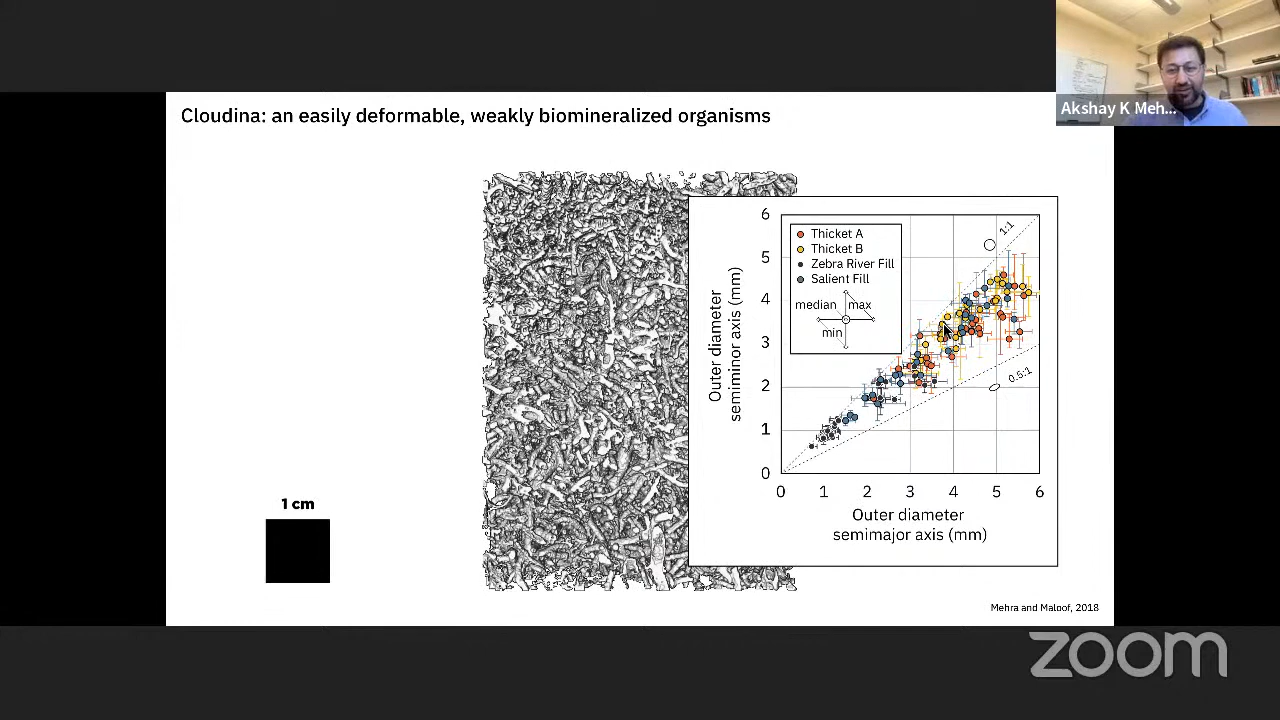 Akshay K Meh...
Cloudina: an easily deformable, weakly biomineralized organisms
1 cm
Outer diameter
semiminor axis (mm)
6
5
4
3
2
1
0
Thicket A
Thicket B
Zebra River Fill
Salient Fill
median
max
min
1:1
0.5:1
0 1 2 3 4 5 6
Outer diameter
semimajor axis (mm)
Mehra and Maloof, 2018
zoom